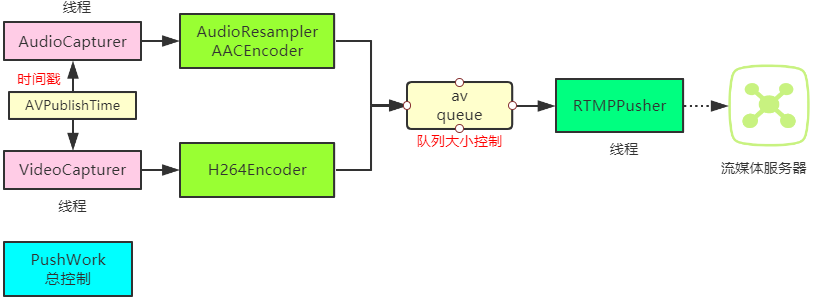 线程
AudioCapturer
AudioResampler
AACEncoder
时间戳
AVPublishTime
av
queue
队列大小控制
RTMPPusher
线程
流媒体服务器
VideoCapturer
H264Encoder
线程
PushWork
总控制